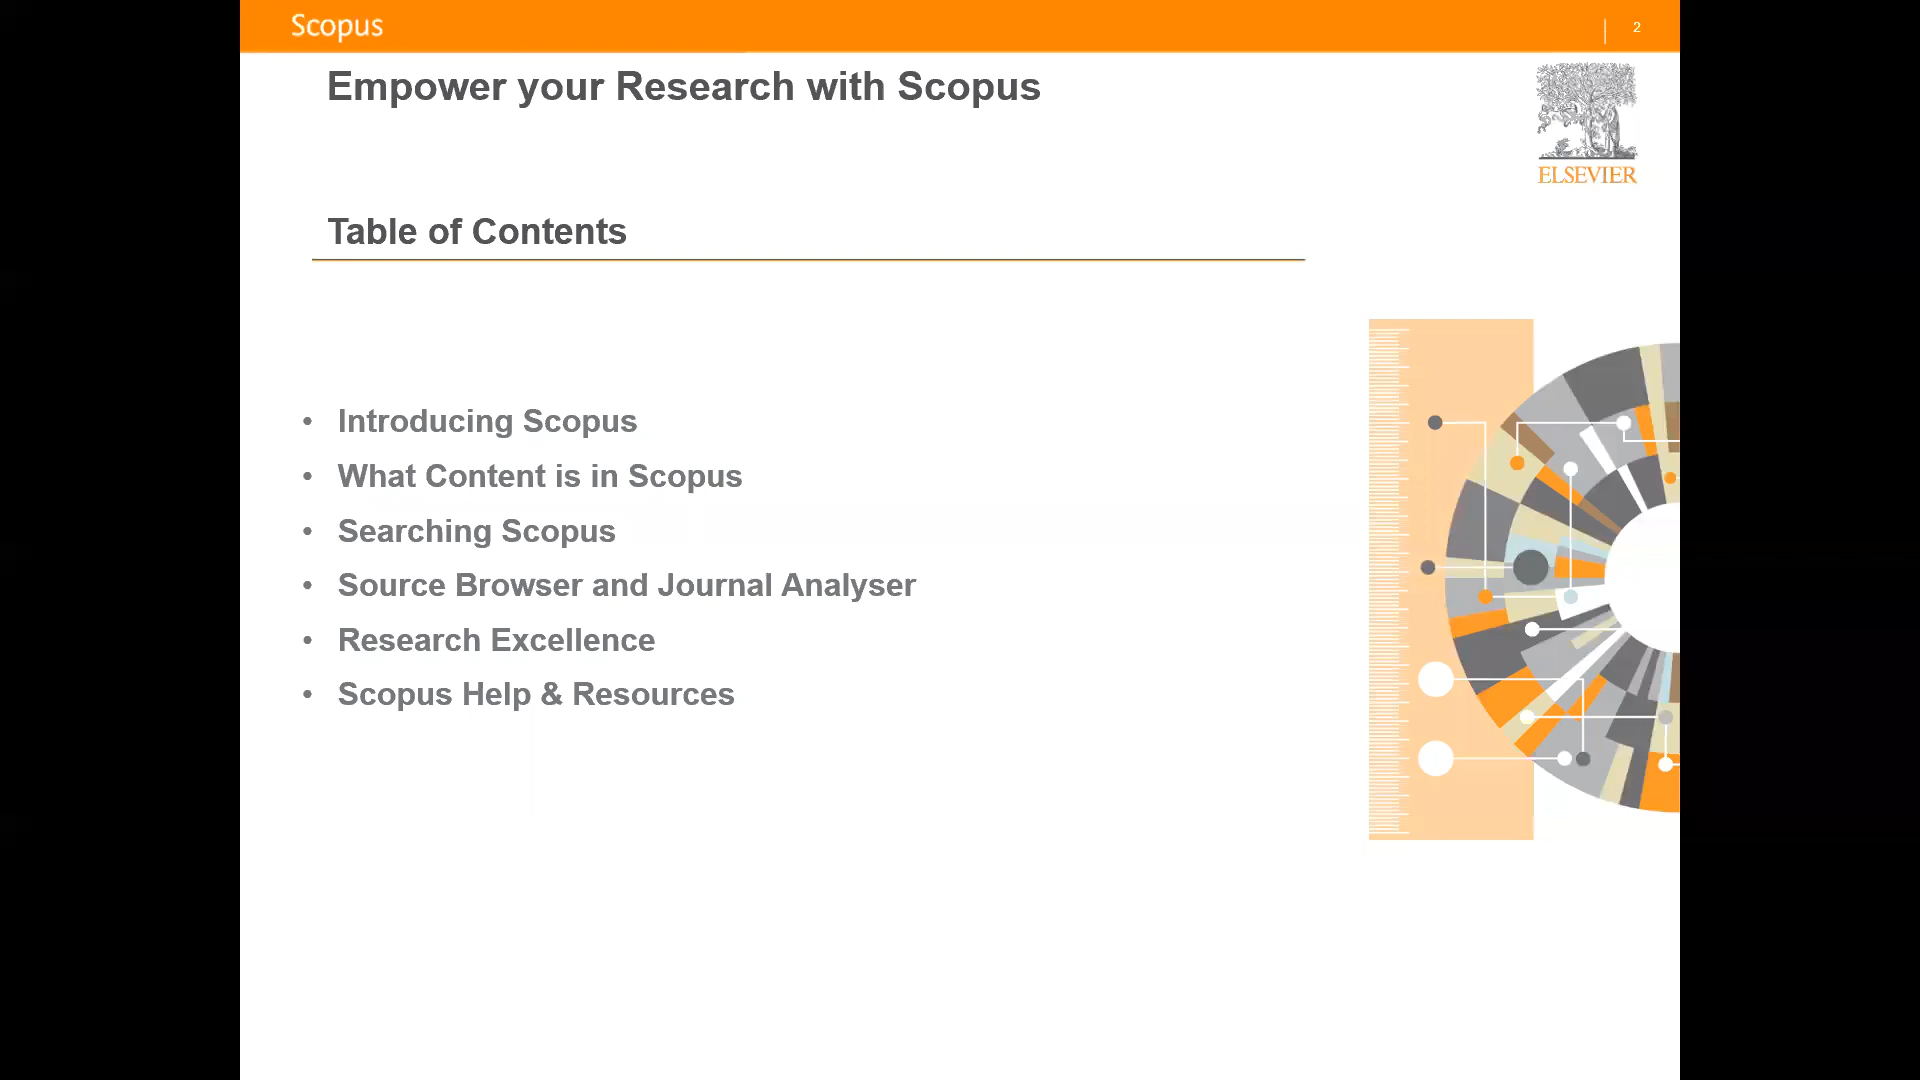 Scopus
2
Empower your Research with Scopus
ELSEVIER
Table of Contents
• Introducing Scopus
• What Content is in Scopus
• Searching Scopus
• Source Browser and Journal Analyser
• Research Excellence
• Scopus Help & Resources